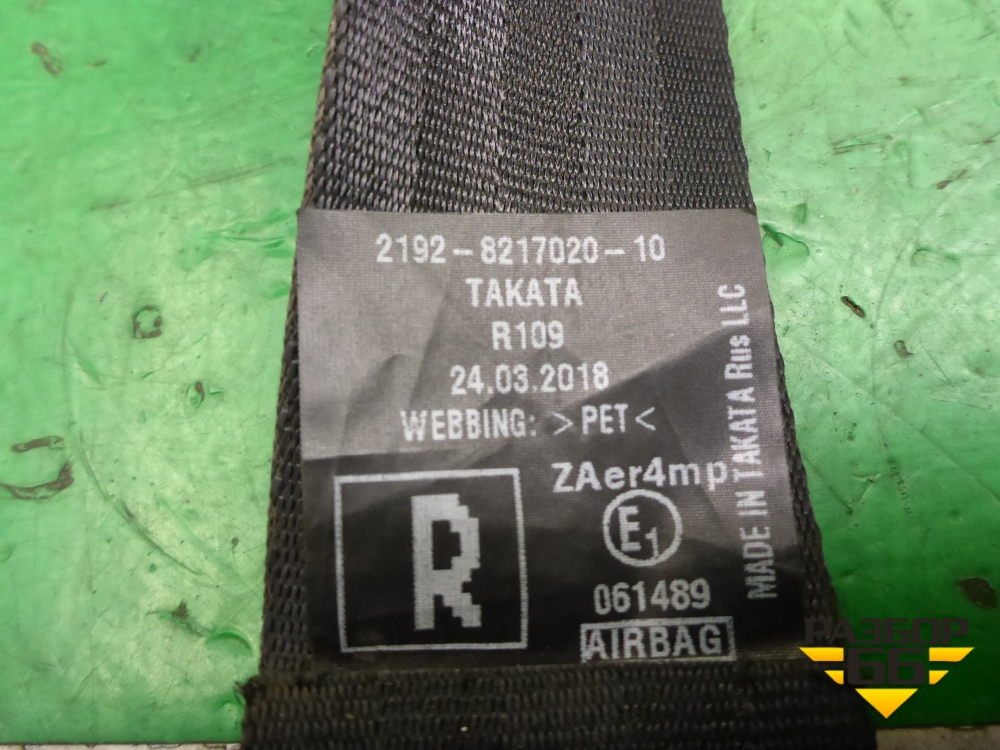 2192-8217020-10
TAKATA
R109
24.03.2018
WEBBING: >PET<
R
ZAer4mp
E1
061489
AIRBAG
MADE IN TAKATA Rus LLC
РАЗБОР
66